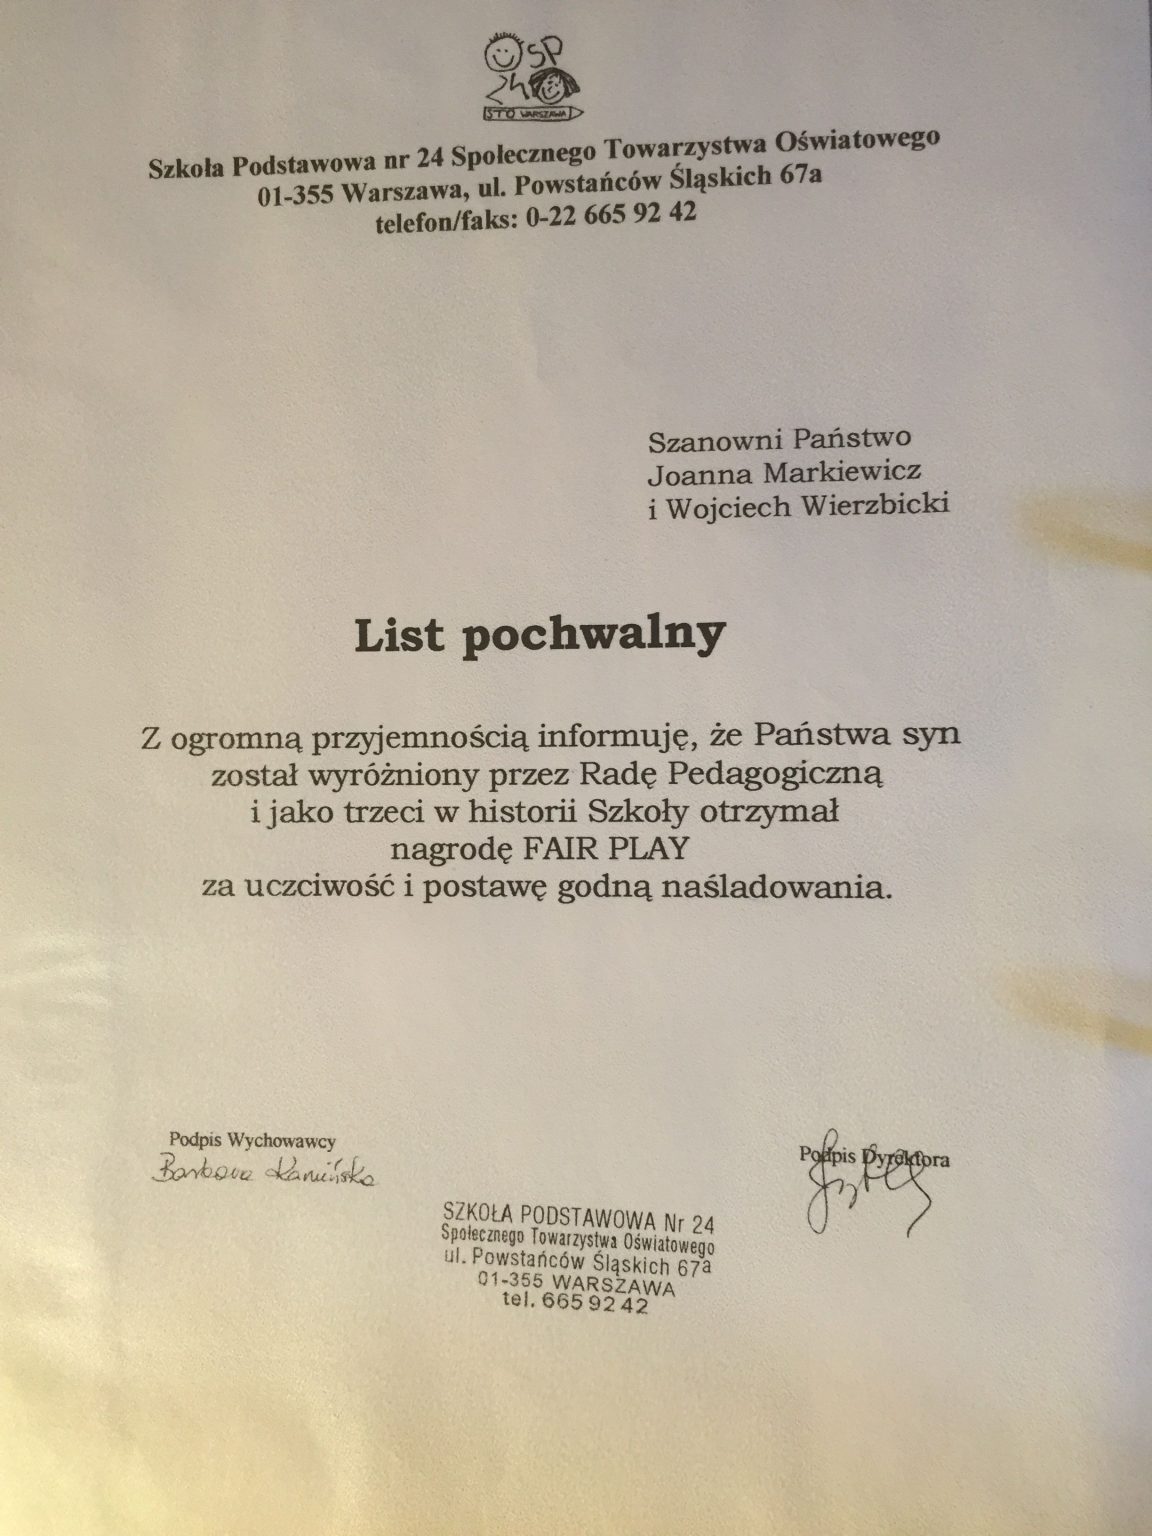 SP
24
STO WARSZAWA
Szkoła Podstawowa nr 24 Społecznego Towarzystwa Oświatowego
01-355 Warszawa, ul. Powstańców Śląskich 67a
telefon/faks: 0-22 665 92 42
Szanowni Państwo
Joanna Markiewicz
i Wojciech Wierzbicki
List pochwalny
Z ogromną przyjemnością informuję, że Państwa syn
został wyróżniony przez Radę Pedagogiczną
i jako trzeci w historii Szkoły otrzymał
nagrodę FAIR PLAY
za uczciwość i postawę godną naśladowania.
Podpis Wychowawcy
Barbara Kamińska
Podpis Dyrektora
SZKOŁA PODSTAWOWA Nr 24
Społecznego Towarzystwa Oświatowego
ul. Powstańców Śląskich 67a
01-355 WARSZAWA
tel. 665 92 42